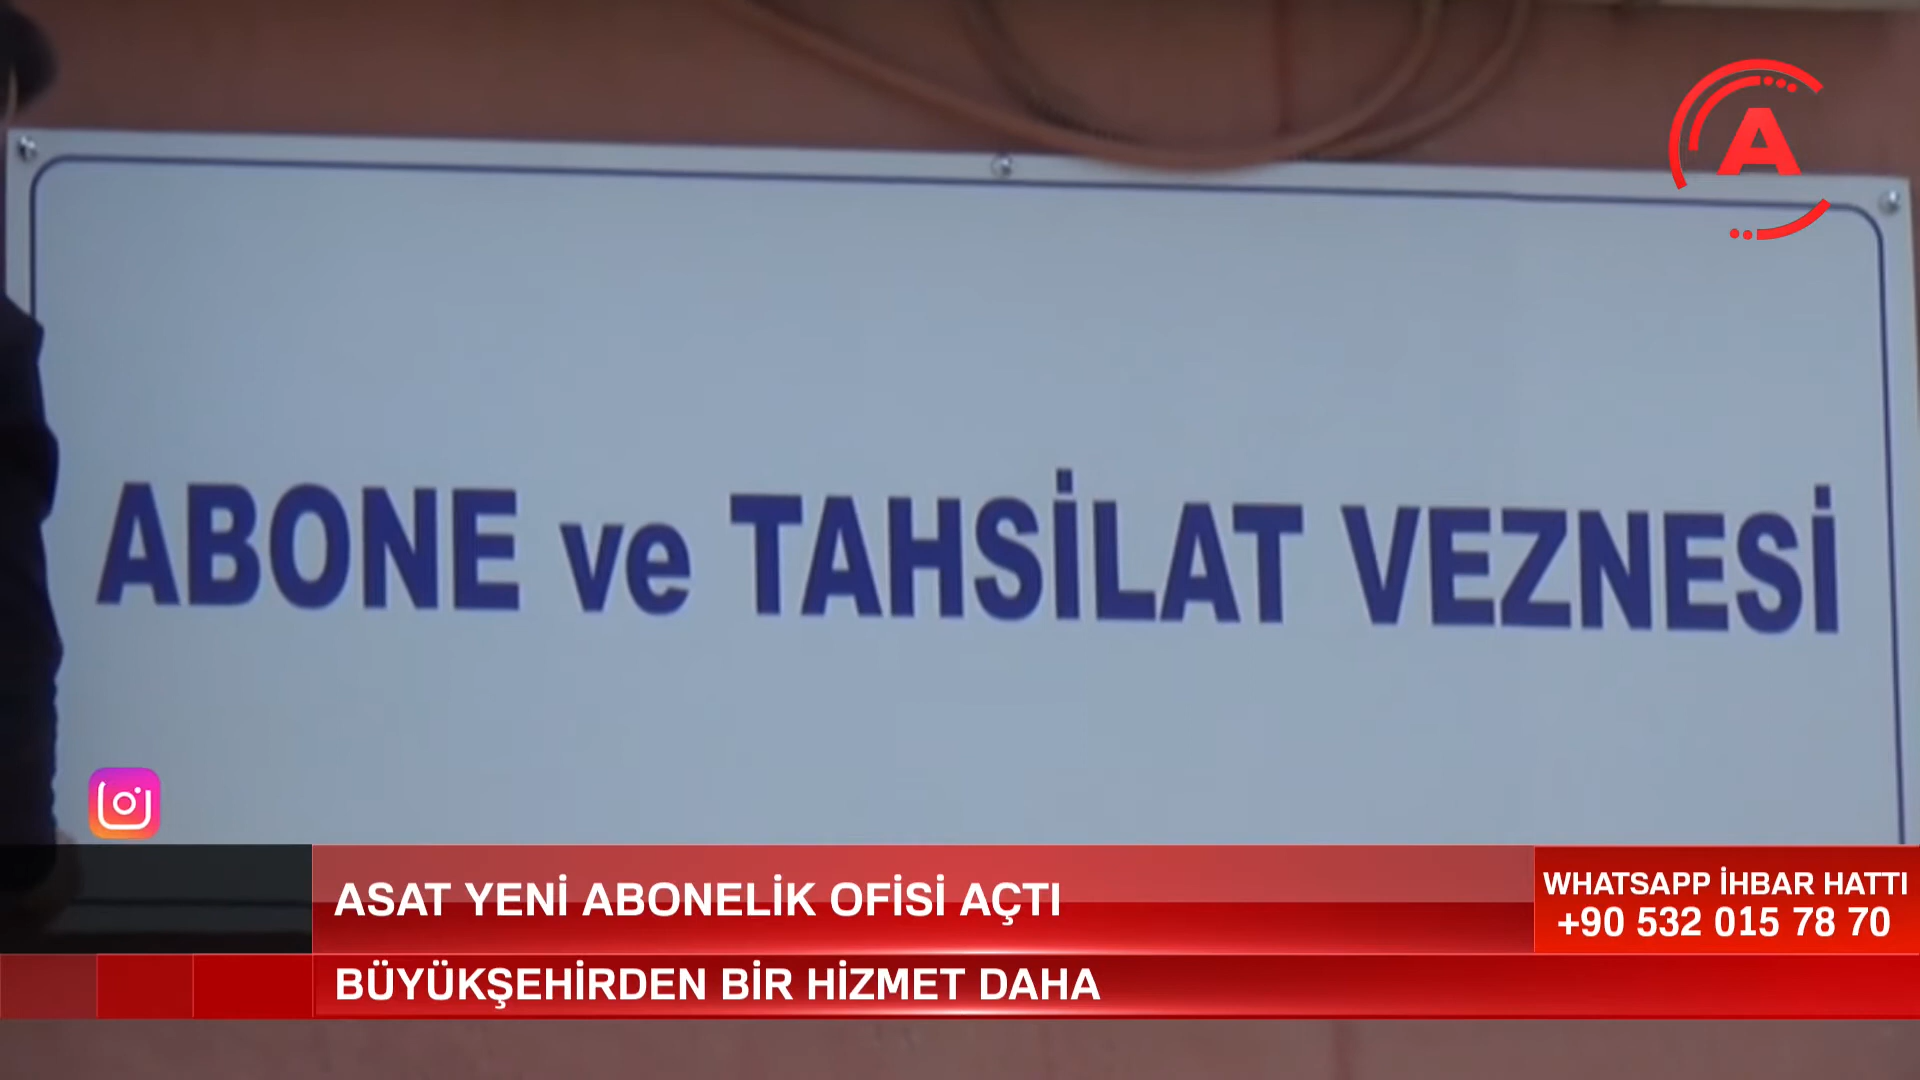 A
ABONE ve TAHSİLAT VEZNESİ
ASAT YENİ ABONELİK OFİSİ AÇTI
WHATSAPP İHBAR HATTI
+90 532 015 78 70
BÜYÜKŞEHİRDEN BİR HİZMET DAHA